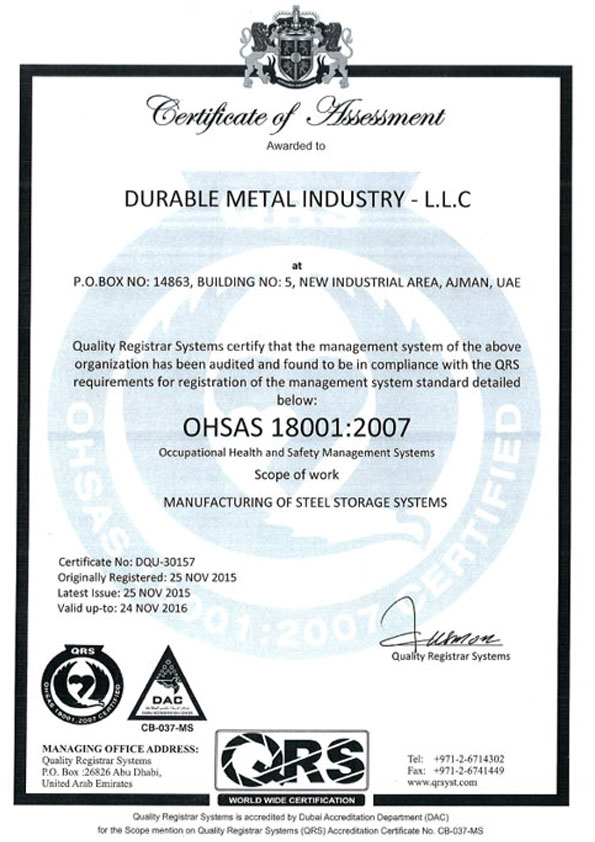 Certificate of Assessment
Awarded to
DURABLE METAL INDUSTRY - L.L.C
at
P.O.BOX NO: 14863, BUILDING NO: 5, NEW INDUSTRIAL AREA, AJMAN, UAE
Quality Registrar Systems certify that the management system of the above
organization has been audited and found to be in compliance with the QRS
requirements for registration of the management system standard detailed
below:
OHSAS 18001:2007
Occupational Health and Safety Management Systems
Scope of work
MANUFACTURING OF STEEL STORAGE SYSTEMS
QRS
OHSAS 18001:2007 CERTIFIED
Certificate No: DQU-30157
Originally Registered: 25 NOV 2015
Latest Issue: 25 NOV 2015
Valid up-to: 24 NOV 2016
Quality Registrar Systems
QRS
OHSAS 18001:2007 CERTIFIED
DAC
CB-037-MS
MANAGING OFFICE ADDRESS:
Quality Registrar Systems
P.O. Box :26826 Abu Dhabi,
United Arab Emirates
QRS
WORLD WIDE CERTIFICATION
Tel: +971-2-6714302
Fax: +971-2-6741449
www.qrsyst.com
Quality Registrar Systems is accredited by Dubai Accreditation Department (DAC)
for the Scope mention on Quality Registrar Systems (QRS) Accreditation Certificate No. CB-037-MS